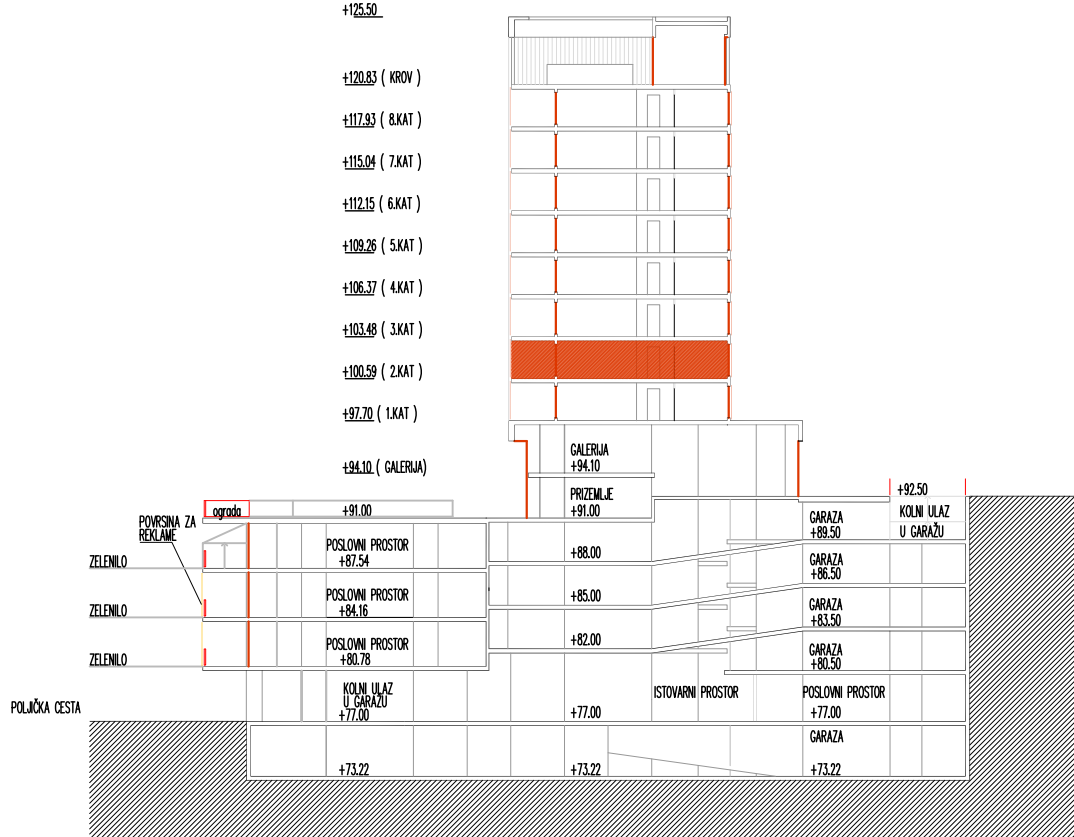 +125.50
+120.83 ( KROV )
+117.93 ( 8.KAT )
+115.04 ( 7.KAT )
+112.15 ( 6.KAT )
+109.26 ( 5.KAT )
+106.37 ( 4.KAT )
+103.48 ( 3.KAT )
+100.59 ( 2.KAT )
+97.70 ( 1.KAT )
+94.10 ( GALERIJA)
GALERIJA
+94.10
PRIZEMLJE
+91.00
+92.50
KOLNI ULAZ
U GARAŽU
ograda
+91.00
POVRSINA ZA
REKLAME
GARAZA
+89.50
POSLOVNI PROSTOR
+87.54
+88.00
ZELENILO
GARAZA
+86.50
POSLOVNI PROSTOR
+84.16
+85.00
ZELENILO
GARAZA
+83.50
POSLOVNI PROSTOR
+80.78
+82.00
ZELENILO
GARAZA
+80.50
KOLNI ULAZ
U GARAŽU
+77.00
+77.00
ISTOVARNI PROSTOR
POSLOVNI PROSTOR
+77.00
POLJIČKA CESTA
GARAZA
+73.22
+73.22
+73.22